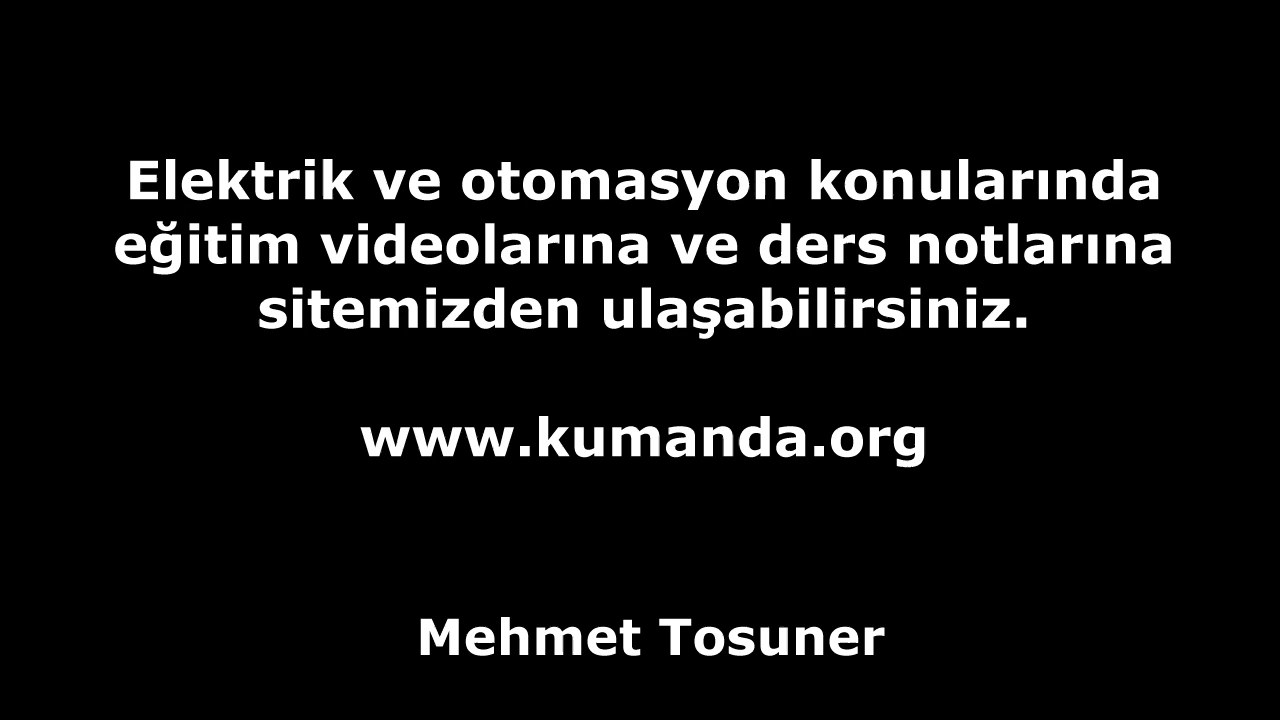 Elektrik ve otomasyon konularında
eğitim videolarına ve ders notlarına
sitemizden ulaşabilirsiniz.
www.kumanda.org
Mehmet Tosuner